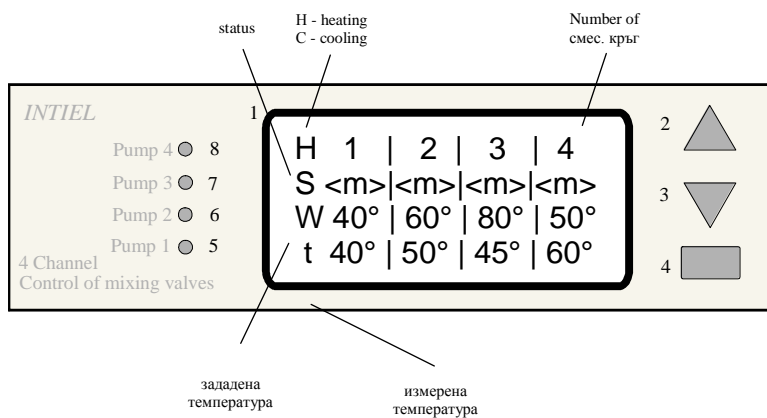 status
H - heating
C - cooling
Number of
смес. кръг
INTIEL
1
2
Pump 4 8
Pump 3 7
Pump 2 6
Pump 1 5
4 Channel
Control of mixing valves
H 1 | 2 | 3 | 4
S <m>|<m>|<m>|<m>
W 40° | 60° | 80° | 50°
t 40° | 50° | 45° | 60°
3
4
зададена
температура
измерена
температура